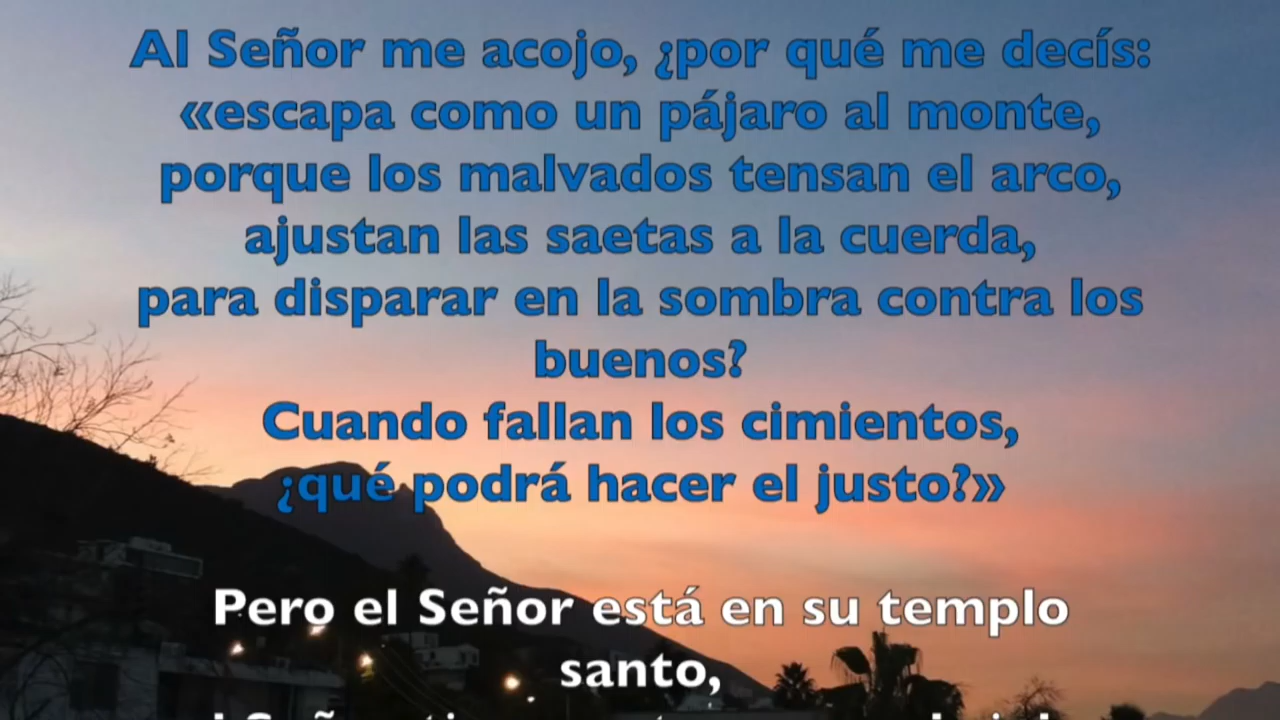 Al Señor me acojo, ¿por qué me decís:
«escapa como un pájaro al monte,
porque los malvados tensan el arco,
ajustan las saetas a la cuerda,
para disparar en la sombra contra los
buenos?
Cuando fallan los cimientos,
¿qué podrá hacer el justo?»
Pero el Señor está en su templo
santo,